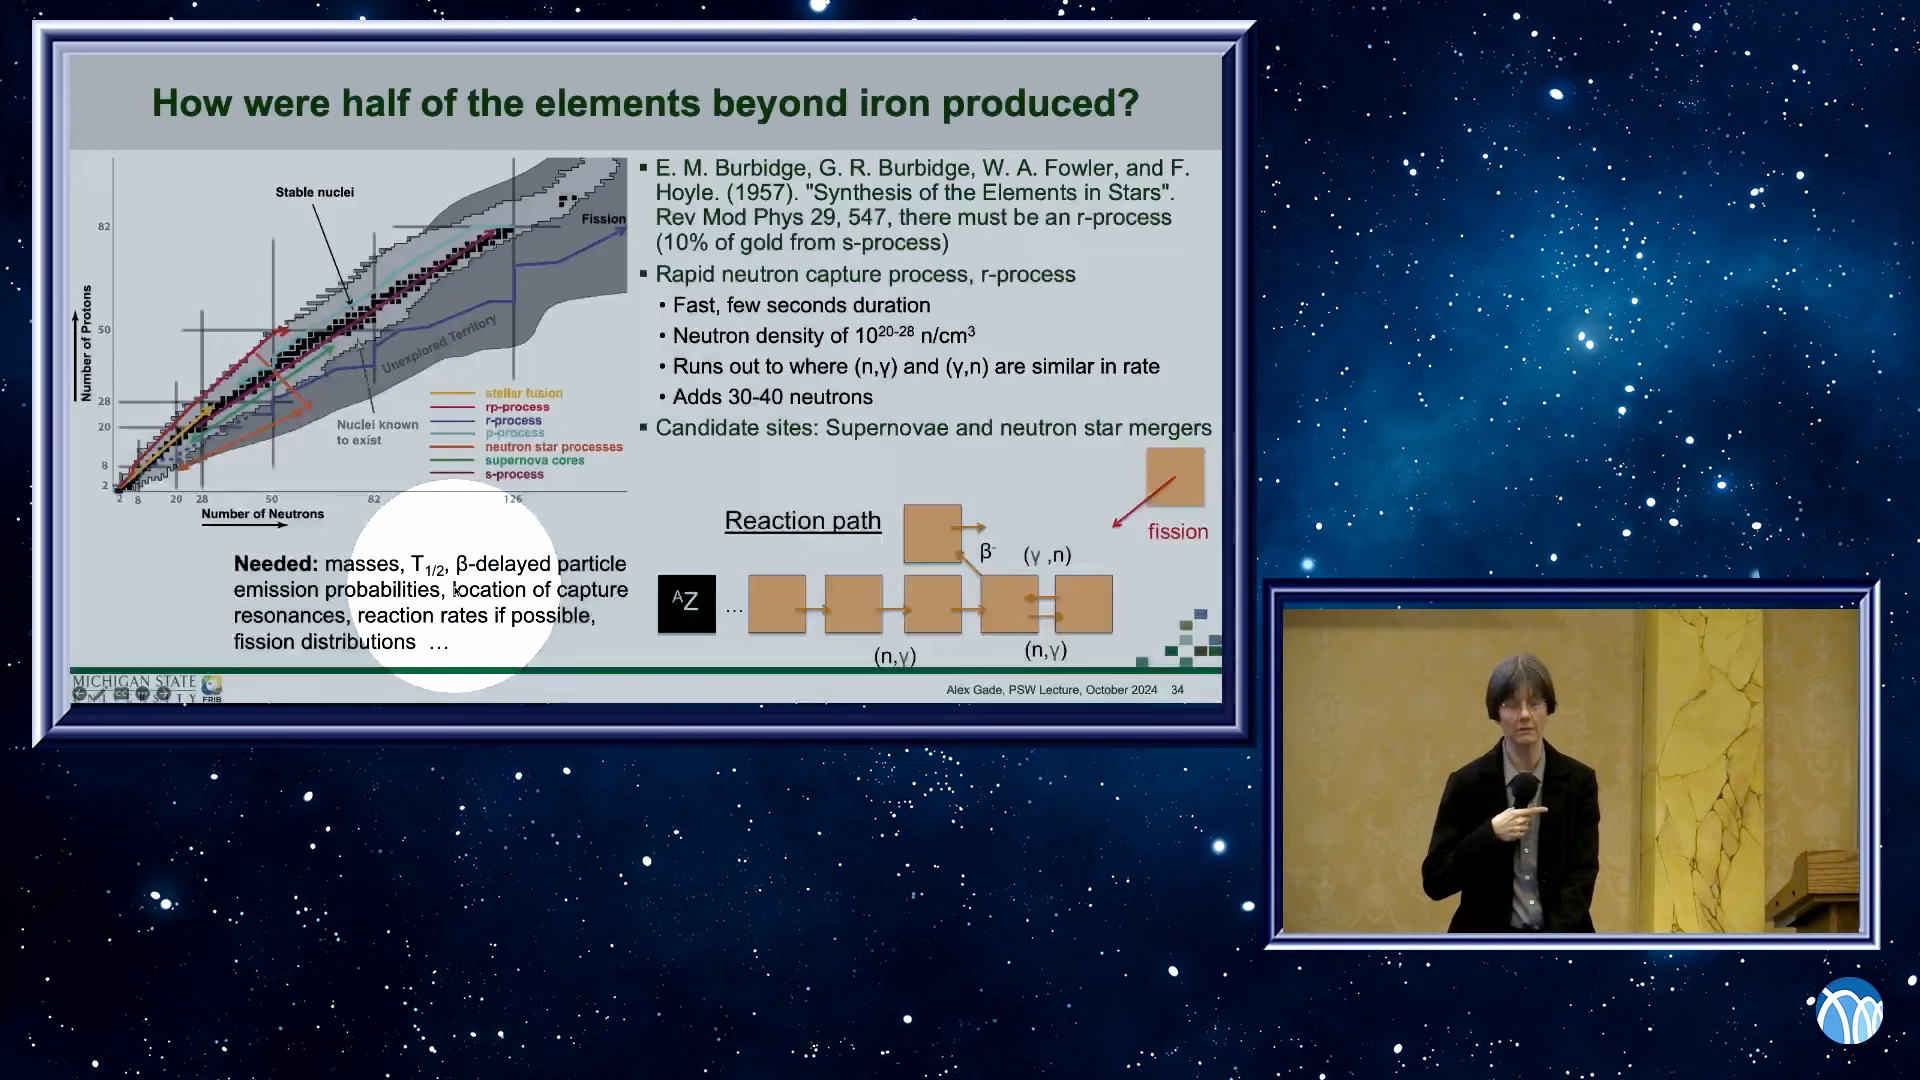 How were half of the elements beyond iron produced?
Stable nuclei
Fission
Unexplored Territory
Nuclei known
to exist
Number of Protons
82
50
28
20
8
2
2 8 20 28 50 82 126
Number of Neutrons
stellar fusion
rp-process
r-process
p-process
neutron star processes
supernova cores
s-process
Needed: masses, T1/2, β-delayed particle
emission probabilities, location of capture
resonances, reaction rates if possible,
fission distributions …
▪ E. M. Burbidge, G. R. Burbidge, W. A. Fowler, and F.
Hoyle. (1957). "Synthesis of the Elements in Stars".
Rev Mod Phys 29, 547, there must be an r-process
(10% of gold from s-process)
▪ Rapid neutron capture process, r-process
• Fast, few seconds duration
• Neutron density of 10²⁰⁻²⁸ n/cm³
• Runs out to where (n,γ) and (γ,n) are similar in rate
• Adds 30-40 neutrons
▪ Candidate sites: Supernovae and neutron star mergers
Reaction path
fission
β⁻
(γ ,n)
ᴬZ
…
(n,γ)
(n,γ)
MICHIGAN STATE
UNIVERSITY
FRIB
Alex Gade, PSW Lecture, October 2024 34